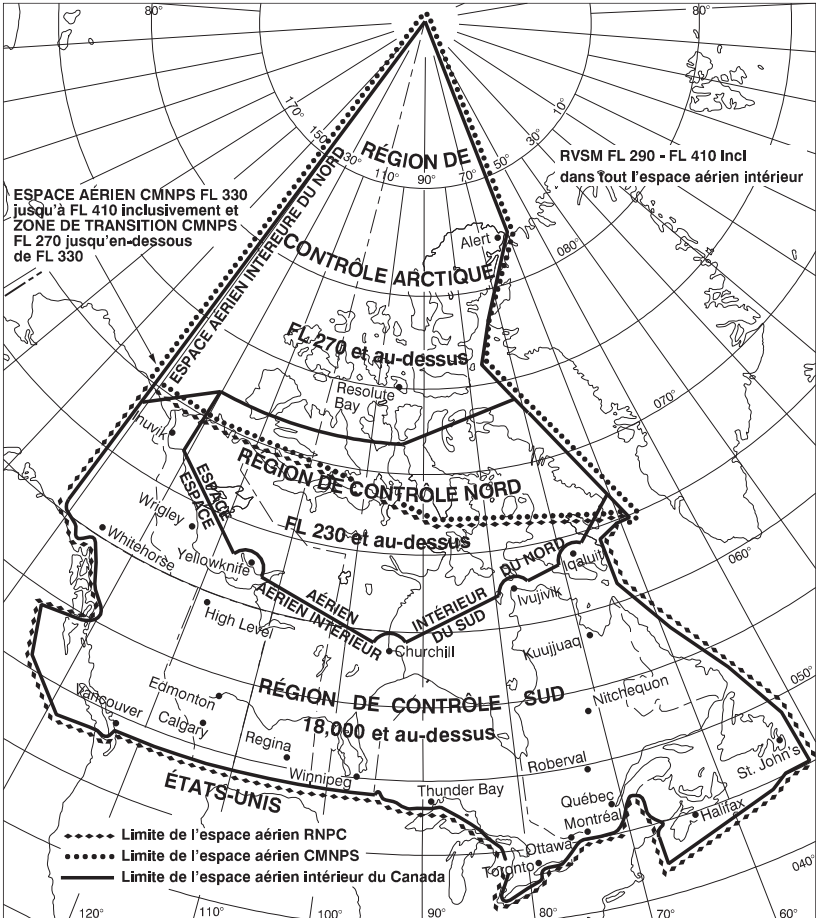 80°
80°
170°
150°
130°
110°
90°
70°
50°
30°
10°
RÉGION DE
CONTRÔLE ARCTIQUE
FL 270 et au-dessus
RVSM FL 290 - FL 410 Incl
dans tout l'espace aérien intérieur
ESPACE AÉRIEN CMNPS FL 330
jusqu'à FL 410 inclusivement et
ZONE DE TRANSITION CMNPS
FL 270 jusqu'en-dessous
de FL 330
ESPACE AÉRIEN INTÉRIEURE DU NORD
Alert
080°
Resolute
Bay
070°
Inuvik
RÉGION DE CONTRÔLE NORD
FL 230 et au-dessus
ESPACE
ESPACE
Wrigley
Whitehorse
Yellowknife
AÉRIEN
AÉRIEN INTÉRIEUR
INTÉRIEUR
DU SUD
DU NORD
Iqaluit
060°
Ivujivik
High Level
Churchill
Kuujjuaq
RÉGION DE CONTRÔLE SUD
18,000 et au-dessus
050°
Nitchequon
Vancouver
Edmonton
Calgary
Regina
Winnipeg
Roberval
St. John's
ÉTATS-UNIS
Thunder Bay
Québec
Montréal
Halifax
Ottawa
Toronto
040°
Limite de l'espace aérien RNPC
Limite de l'espace aérien CMNPS
Limite de l'espace aérien intérieur du Canada
120°
110°
100°
90°
80°
70°
60°